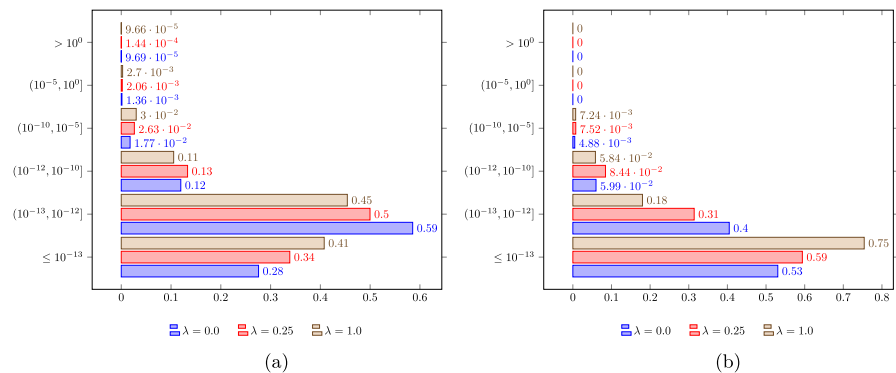 9.66 · 10⁻⁵
> 10⁰
1.44 · 10⁻⁴
9.69 · 10⁻⁵
2.7 · 10⁻³
(10⁻⁵, 10⁰]
2.06 · 10⁻³
1.36 · 10⁻³
3 · 10⁻²
(10⁻¹⁰, 10⁻⁵]
2.63 · 10⁻²
1.77 · 10⁻²
0.11
(10⁻¹², 10⁻¹⁰]
0.13
0.12
0.45
(10⁻¹³, 10⁻¹²]
0.5
0.59
0.41
≤ 10⁻¹³
0.34
0.28
0 0.1 0.2 0.3 0.4 0.5 0.6
λ = 0.0 λ = 0.25 λ = 1.0
(a)
0
> 10⁰
0
0
0
(10⁻⁵, 10⁰]
0
0
7.24 · 10⁻³
(10⁻¹⁰, 10⁻⁵]
7.52 · 10⁻³
4.88 · 10⁻³
5.84 · 10⁻²
(10⁻¹², 10⁻¹⁰]
8.44 · 10⁻²
5.99 · 10⁻²
0.18
(10⁻¹³, 10⁻¹²]
0.31
0.4
0.75
≤ 10⁻¹³
0.59
0.53
0 0.1 0.2 0.3 0.4 0.5 0.6 0.7 0.8
λ = 0.0 λ = 0.25 λ = 1.0
(b)